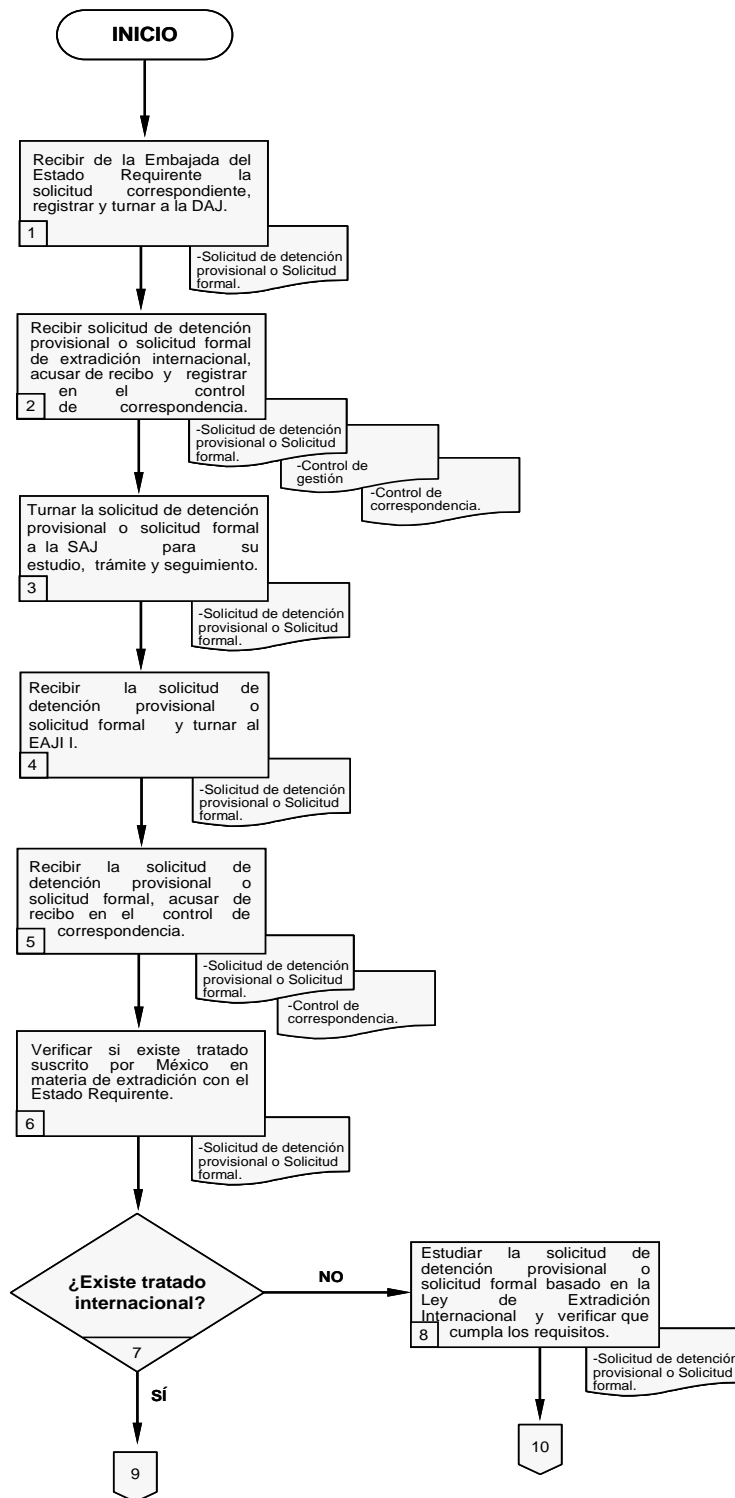 INICIO
Recibir de la Embajada del
Estado Requirente la
solicitud correspondiente,
registrar y turnar a la DAJ.
1
-Solicitud de detención
provisional o Solicitud
formal.
Recibir solicitud de detención
provisional o solicitud formal
de extradición internacional,
acusar de recibo y registrar
en el control
de correspondencia.
2
-Solicitud de detención
provisional o Solicitud
formal.
-Control de
gestión
-Control de
correspondencia.
Turnar la solicitud de detención
provisional o solicitud formal
a la SAJ para su
estudio, trámite y seguimiento.
3
-Solicitud de detención
provisional o Solicitud
formal.
Recibir la solicitud de
detención provisional o
solicitud formal y turnar al
EAJI I.
4
-Solicitud de detención
provisional o Solicitud
formal.
Recibir la solicitud de
detención provisional o
solicitud formal, acusar de
recibo en el control de
correspondencia.
5
-Solicitud de detención
provisional o Solicitud
formal.
-Control de
correspondencia.
Verificar si existe tratado
suscrito por México en
materia de extradición con el
Estado Requirente.
6
-Solicitud de detención
provisional o Solicitud
formal.
¿Existe tratado
internacional?
7
NO
SÍ
9
Estudiar la solicitud de
detención provisional o
solicitud formal basado en la
Ley de Extradición
Internacional y verificar que
cumpla los requisitos.
8
-Solicitud de detención
provisional o Solicitud
formal.
10